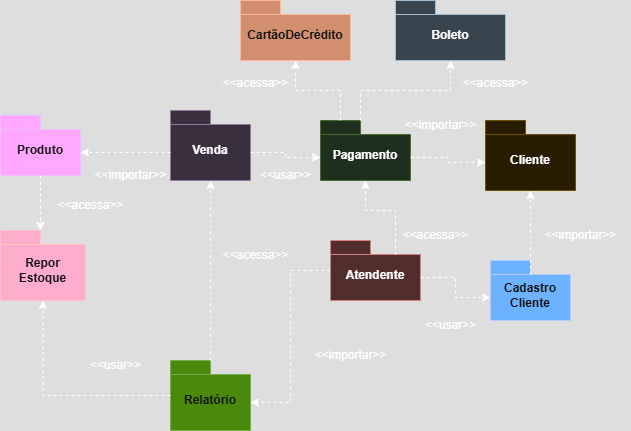 CartãoDeCrédito
Boleto
<<acessa>>
<<acessa>>
<<importar>>
Produto
Venda
Pagamento
Cliente
<<importar>>
<<usar>>
<<acessa>>
<<acessa>>
<<importar>>
<<acessa>>
Repor
Estoque
Atendente
Cadastro
Cliente
<<usar>>
<<importar>>
<<usar>>
Relatório